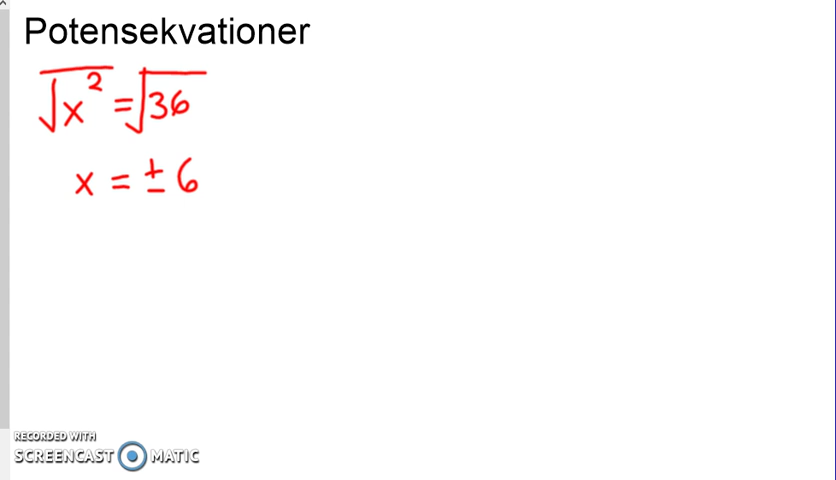 Potensekvationer
√x² = √36
x = ± 6
RECORDED WITH
SCREENCAST MATIC